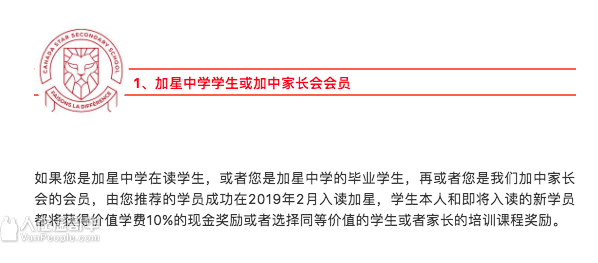 CANADA STAR SECONDARY SCHOOL
FAISONS LA DIFFÉRENCE
1、加星中学学生或加中家长会会员
如果您是加星中学在读学生，或者您是加星中学的毕业学生，再或者您是我们加中家长
会的会员，由您推荐的学员成功在2019年2月入读加星，学生本人和即将入读的新学员
都将获得价值学费10%的现金奖励或者选择同等价值的学生或者家长的培训课程奖励。
人在温哥华
VanPeople.com